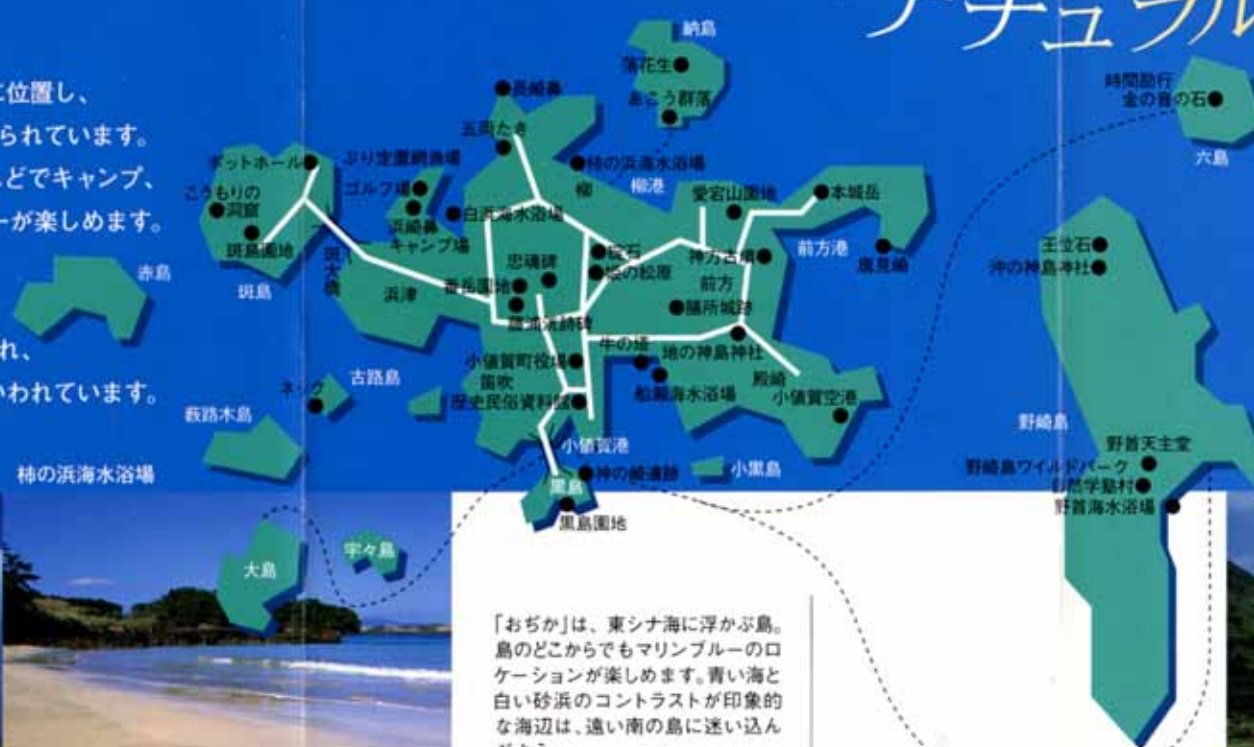 ナチュラル
に位置し、
られています。
などでキャンプ、
ーが楽しめます。
れ、
いわれています。
柿の浜海水浴場
納島
落花生
あこう群落
長崎鼻
五両だき
柿の浜海水浴場
柳
柳港
時間励行
金の音の石
六島
ポットホール
こうもりの
洞窟
斑島園地
斑島
斑大橋
ぶり定置網漁場
ゴルフ場
浜崎鼻
キャンプ場
白浜海水浴場
愛宕山園地
本城岳
前方港
唐見崎
神方古墳
前方
膳所城跡
地の神島神社
殿崎
小値賀空港
忠魂碑
姫の松原
番岳園地
浜津
牛の塔
船瀬海水浴場
小値賀町役場
笛吹
歴史民俗資料館
小値賀港
神の崎遺跡
黒島
黒島園地
小黒島
赤島
ネック
古路島
薮路木島
大島
宇々島
王位石
沖の神島神社
野崎島
野首天主堂
野崎島ワイルドパーク
自然学塾村
野首海水浴場
「おぢか」は、東シナ海に浮かぶ島。
島のどこからでもマリンブルーのロ
ケーションが楽しめます。青い海と
白い砂浜のコントラストが印象的
な海辺は、遠い南の島に迷い込ん